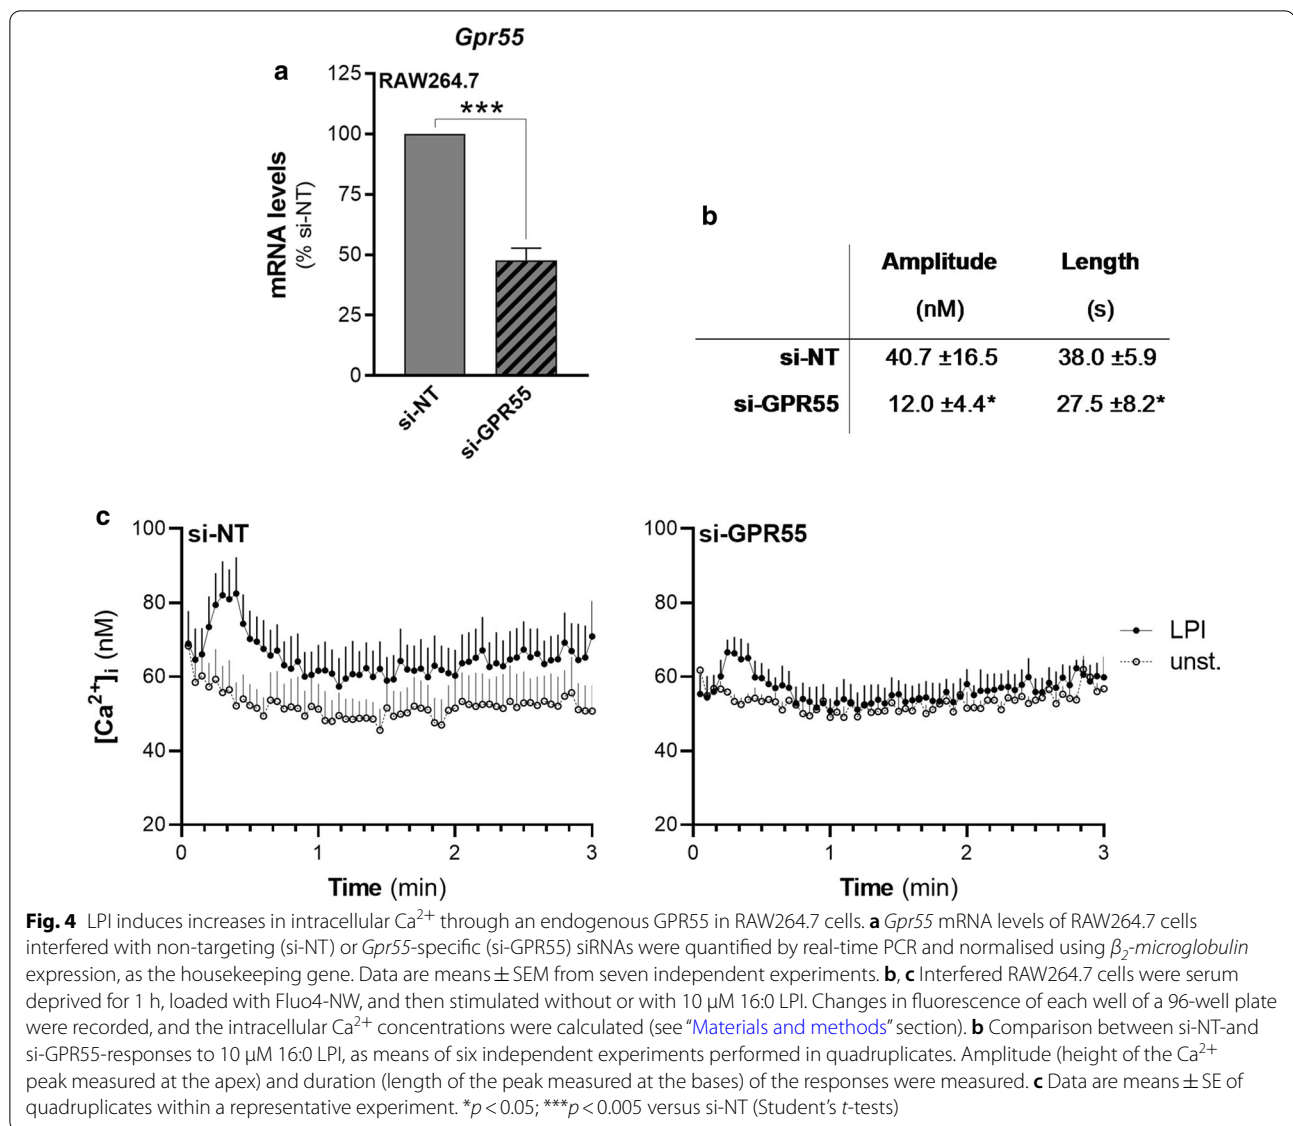 Gpr55
a
125
RAW264.7
***
100
75
50
25
0
mRNA levels
(% si-NT)
si-NT
si-GPR55
b
Amplitude Length
(nM) (s)
si-NT 40.7 ±16.5 38.0 ±5.9
si-GPR55 12.0 ±4.4* 27.5 ±8.2*
c
100
si-NT
80
60
40
20
[Ca2+]i (nM)
0 1 2 3
Time (min)
100
si-GPR55
80
60
40
20
0 1 2 3
Time (min)
LPI
unst.
Fig. 4 LPI induces increases in intracellular Ca2+ through an endogenous GPR55 in RAW264.7 cells. a Gpr55 mRNA levels of RAW264.7 cells
interfered with non-targeting (si-NT) or Gpr55-specific (si-GPR55) siRNAs were quantified by real-time PCR and normalised using β2-microglobulin
expression, as the housekeeping gene. Data are means ± SEM from seven independent experiments. b, c Interfered RAW264.7 cells were serum
deprived for 1 h, loaded with Fluo4-NW, and then stimulated without or with 10 µM 16:0 LPI. Changes in fluorescence of each well of a 96-well plate
were recorded, and the intracellular Ca2+ concentrations were calculated (see “Materials and methods” section). b Comparison between si-NT-and
si-GPR55-responses to 10 µM 16:0 LPI, as means of six independent experiments performed in quadruplicates. Amplitude (height of the Ca2+
peak measured at the apex) and duration (length of the peak measured at the bases) of the responses were measured. c Data are means ± SE of
quadruplicates within a representative experiment. *p < 0.05; ***p < 0.005 versus si-NT (Student’s t-tests)